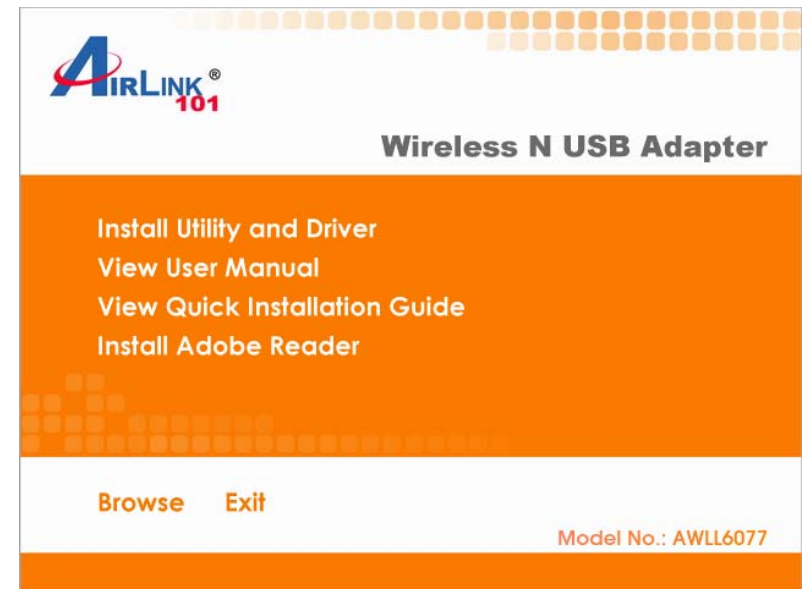 AIRLINK®
101
Wireless N USB Adapter
Install Utility and Driver
View User Manual
View Quick Installation Guide
Install Adobe Reader
Browse Exit
Model No.: AWLL6077